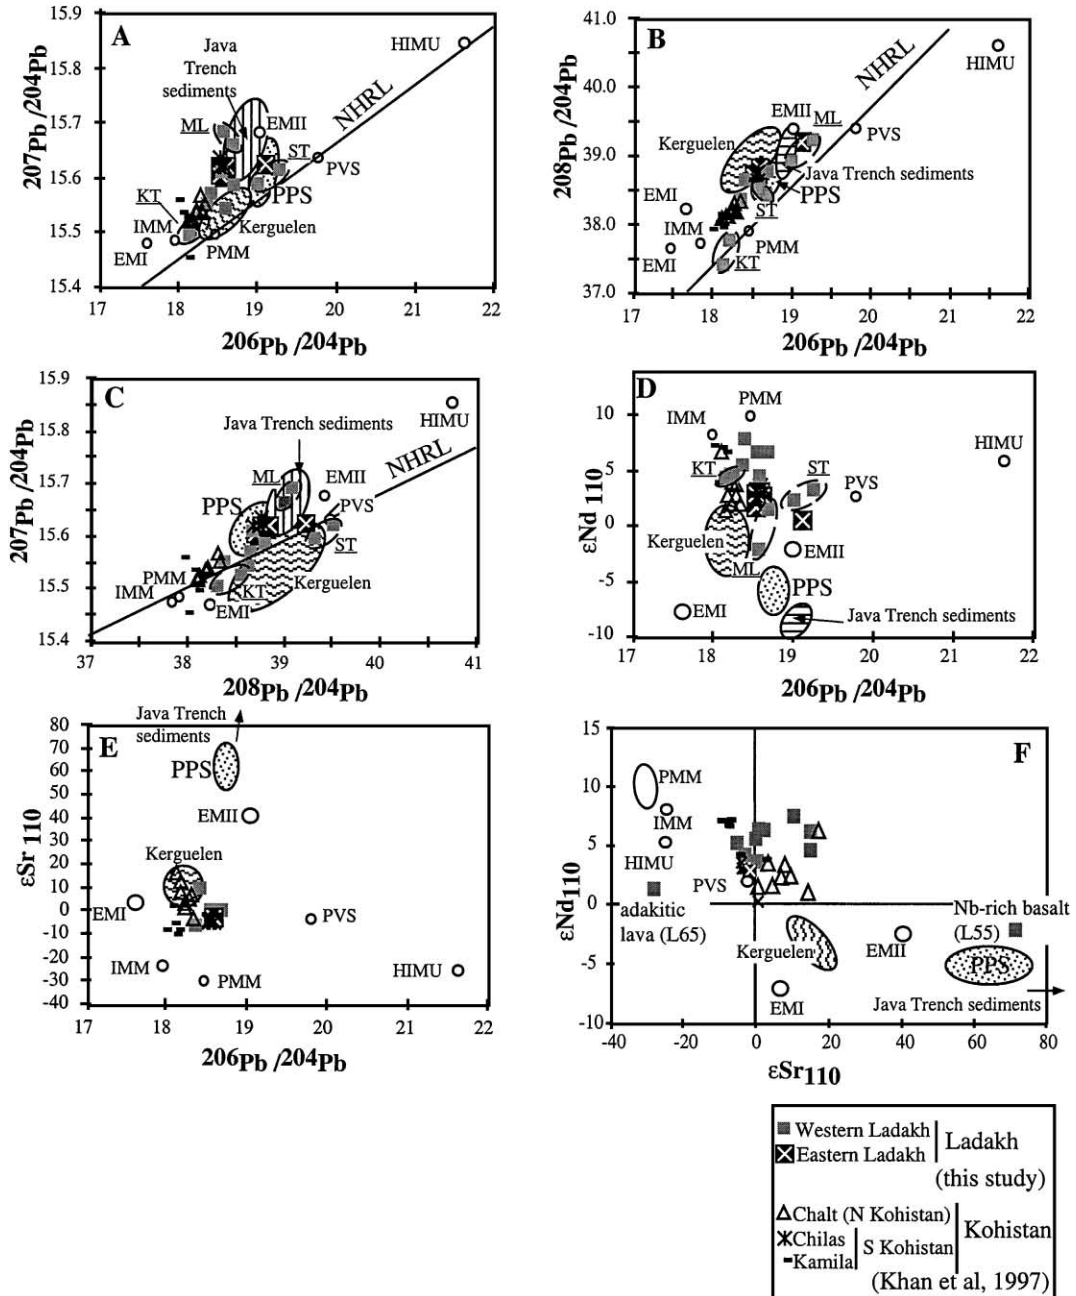 A
207Pb/204Pb
15.9
15.8
15.7
15.6
15.5
15.4
Java
Trench
sediments
HIMU
NHRL
ML
EMII
ST
PVS
PPS
KT
IMM
EMI
PMM
Kerguelen
17 18 19 20 21 22
206Pb/204Pb
B
208Pb/204Pb
41.0
40.0
39.0
38.0
37.0
NHRL
HIMU
EMII
ML
PVS
Kerguelen
Java Trench sediments
PPS
EMI
ST
IMM
PMM
EMI
KT
17 18 19 20 21 22
206Pb/204Pb
C
207Pb/204Pb
15.9
15.8
15.7
15.6
15.5
15.4
HIMU
Java Trench sediments
NHRL
ML
EMII
PPS
PVS
ST
PMM
IMM
KT
Kerguelen
EMI
37 38 39 40 41
208Pb/204Pb
D
εNd110
10
5
0
-5
-10
PMM
IMM
HIMU
KT
ST
PVS
Kerguelen
EMII
ML
PPS
EMI
Java Trench sediments
17 18 19 20 21 22
206Pb/204Pb
E
εSr110
80
70
60
50
40
30
20
10
0
-10
-20
-30
-40
Java Trench
sediments
PPS
EMII
Kerguelen
EMI
PVS
IMM
PMM
HIMU
17 18 19 20 21 22
206Pb/204Pb
F
εNd110
15
10
5
0
-5
-10
PMM
IMM
HIMU
PVS
adakitic
lava (L65)
Nb-rich basalt
(L55)
Kerguelen
EMII
PPS
EMI
Java Trench sediments
-40 -20 0 20 40 60 80
εSr110
Western Ladakh
Eastern Ladakh
Ladakh
(this study)
Chalt (N Kohistan)
Chilas
Kamila
S Kohistan
Kohistan
(Khan et al, 1997)